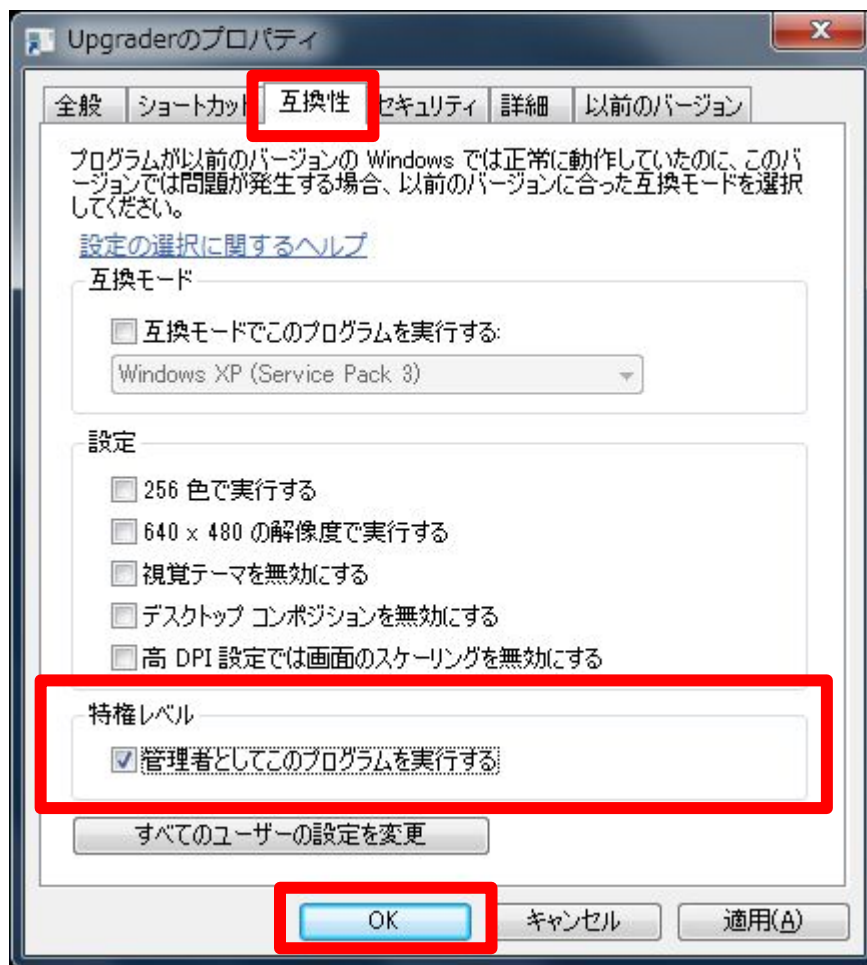 Upgraderのプロパティ
全般 ショートカット 互換性 セキュリティ 詳細 以前のバージョン
プログラムが以前のバージョンの Windows では正常に動作していたのに、このバ
ージョンでは問題が発生する場合、以前のバージョンに合った互換モードを選択
してください。
設定の選択に関するヘルプ
互換モード
互換モードでこのプログラムを実行する:
Windows XP (Service Pack 3)
設定
256 色で実行する
640 x 480 の解像度で実行する
視覚テーマを無効にする
デスクトップ コンポジションを無効にする
高 DPI 設定では画面のスケーリングを無効にする
特権レベル
管理者としてこのプログラムを実行する
すべてのユーザーの設定を変更
OK キャンセル 適用(A)